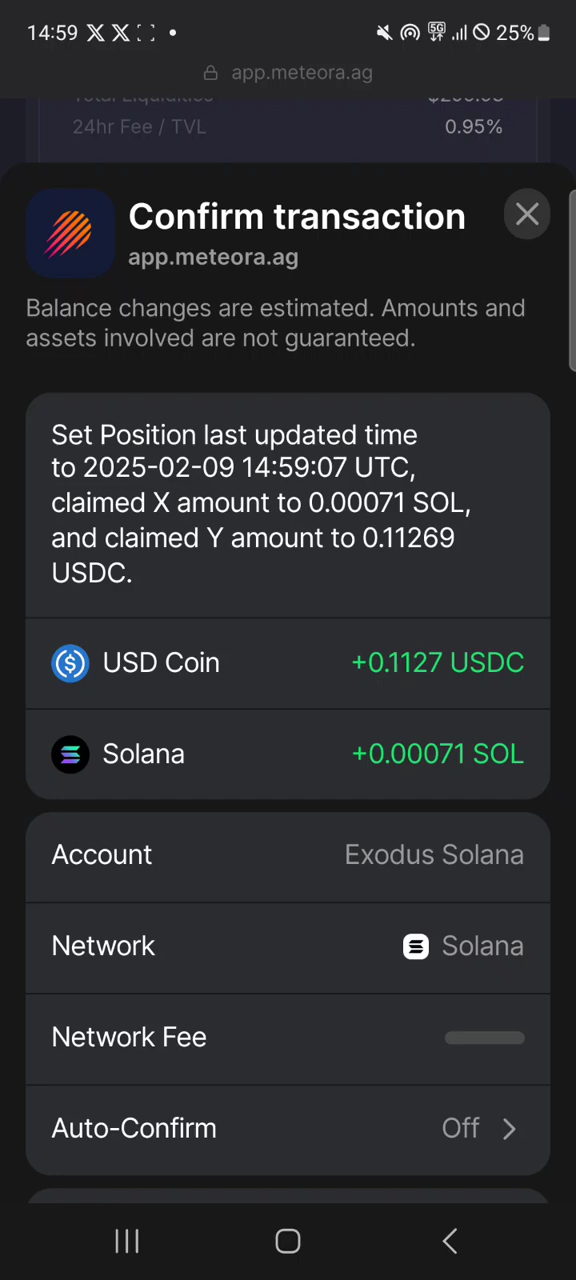 14:59
5G
25%
app.meteora.ag
Total Liquidities
24hr Fee / TVL 0.95%
Confirm transaction
app.meteora.ag
Balance changes are estimated. Amounts and
assets involved are not guaranteed.
Set Position last updated time
to 2025-02-09 14:59:07 UTC,
claimed X amount to 0.00071 SOL,
and claimed Y amount to 0.11269
USDC.
USD Coin +0.1127 USDC
Solana +0.00071 SOL
Account Exodus Solana
Network Solana
Network Fee
Auto-Confirm Off